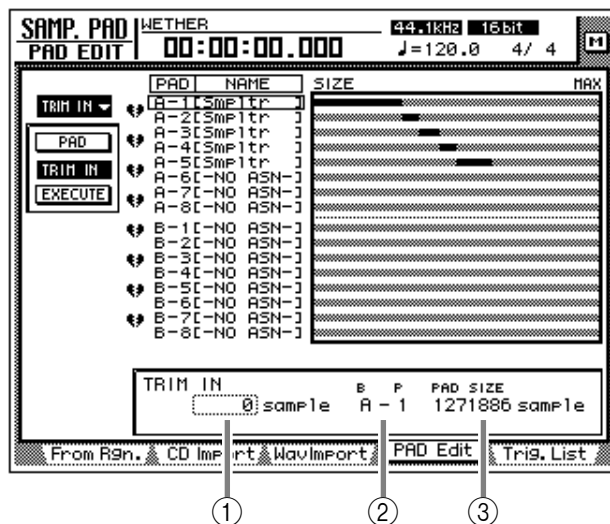 SAMP. PAD WETHER 44.1kHz 16bit
PAD EDIT 00:00:00.000 ♩=120.0 4/ 4 M
PAD NAME SIZE MAX
TRIM IN
PAD
TRIM IN
EXECUTE
A-1[Smpltr ]
A-2[Smpltr ]
A-3[Smpltr ]
A-4[Smpltr ]
A-5[Smpltr ]
A-6[-NO ASN-]
A-7[-NO ASN-]
A-8[-NO ASN-]
B-1[-NO ASN-]
B-2[-NO ASN-]
B-3[-NO ASN-]
B-4[-NO ASN-]
B-5[-NO ASN-]
B-6[-NO ASN-]
B-7[-NO ASN-]
B-8[-NO ASN-]
TRIM IN B P PAD SIZE
0 sample A - 1 1271886 sample
From Rgn. CD Import WavImport PAD Edit Trig. List
① ② ③